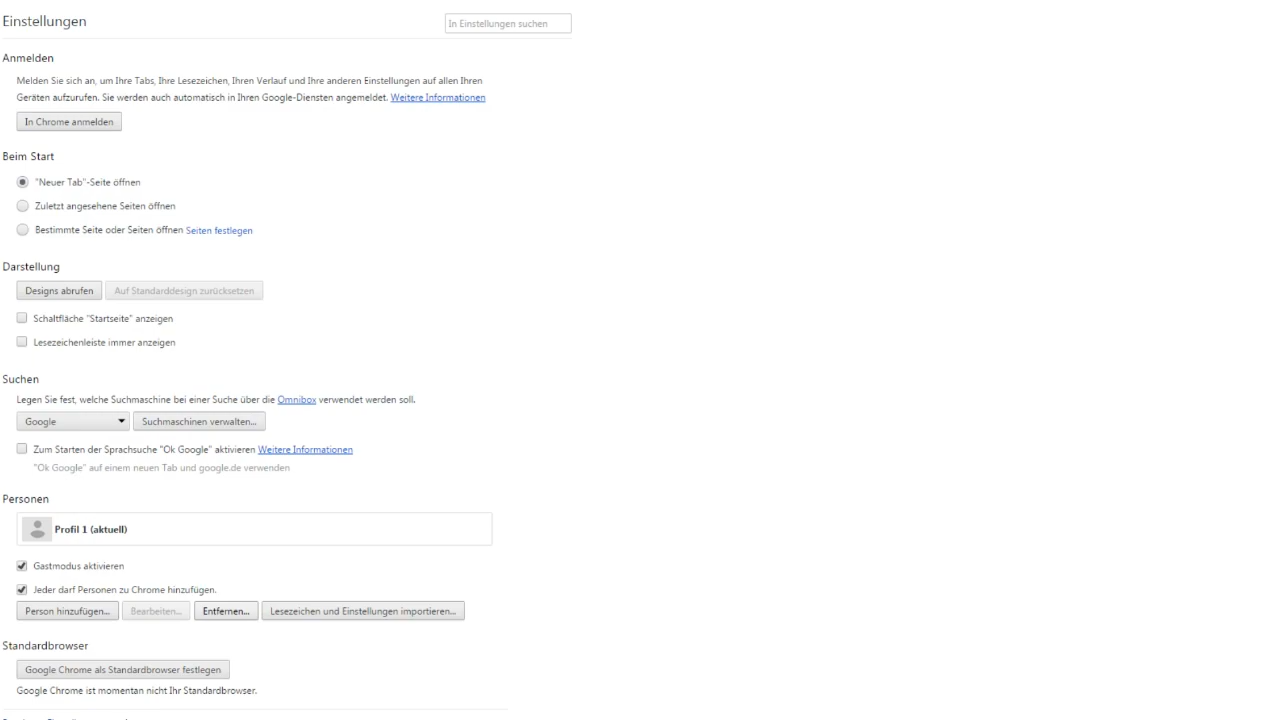 Einstellungen
In Einstellungen suchen
Anmelden
Melden Sie sich an, um Ihre Tabs, Ihre Lesezeichen, Ihren Verlauf und Ihre anderen Einstellungen auf allen Ihren
Geräten aufzurufen. Sie werden auch automatisch in Ihren Google-Diensten angemeldet. Weitere Informationen
In Chrome anmelden
Beim Start
"Neuer Tab"-Seite öffnen
Zuletzt angesehene Seiten öffnen
Bestimmte Seite oder Seiten öffnen Seiten festlegen
Darstellung
Designs abrufen Auf Standarddesign zurücksetzen
Schaltfläche "Startseite" anzeigen
Lesezeichenleiste immer anzeigen
Suchen
Legen Sie fest, welche Suchmaschine bei einer Suche über die Omnibox verwendet werden soll.
Google Suchmaschinen verwalten...
Zum Starten der Sprachsuche "Ok Google" aktivieren Weitere Informationen
"Ok Google" auf einem neuen Tab und google.de verwenden
Personen
Profil 1 (aktuell)
Gastmodus aktivieren
Jeder darf Personen zu Chrome hinzufügen.
Person hinzufügen... Bearbeiten... Entfernen... Lesezeichen und Einstellungen importieren...
Standardbrowser
Google Chrome als Standardbrowser festlegen
Google Chrome ist momentan nicht Ihr Standardbrowser.